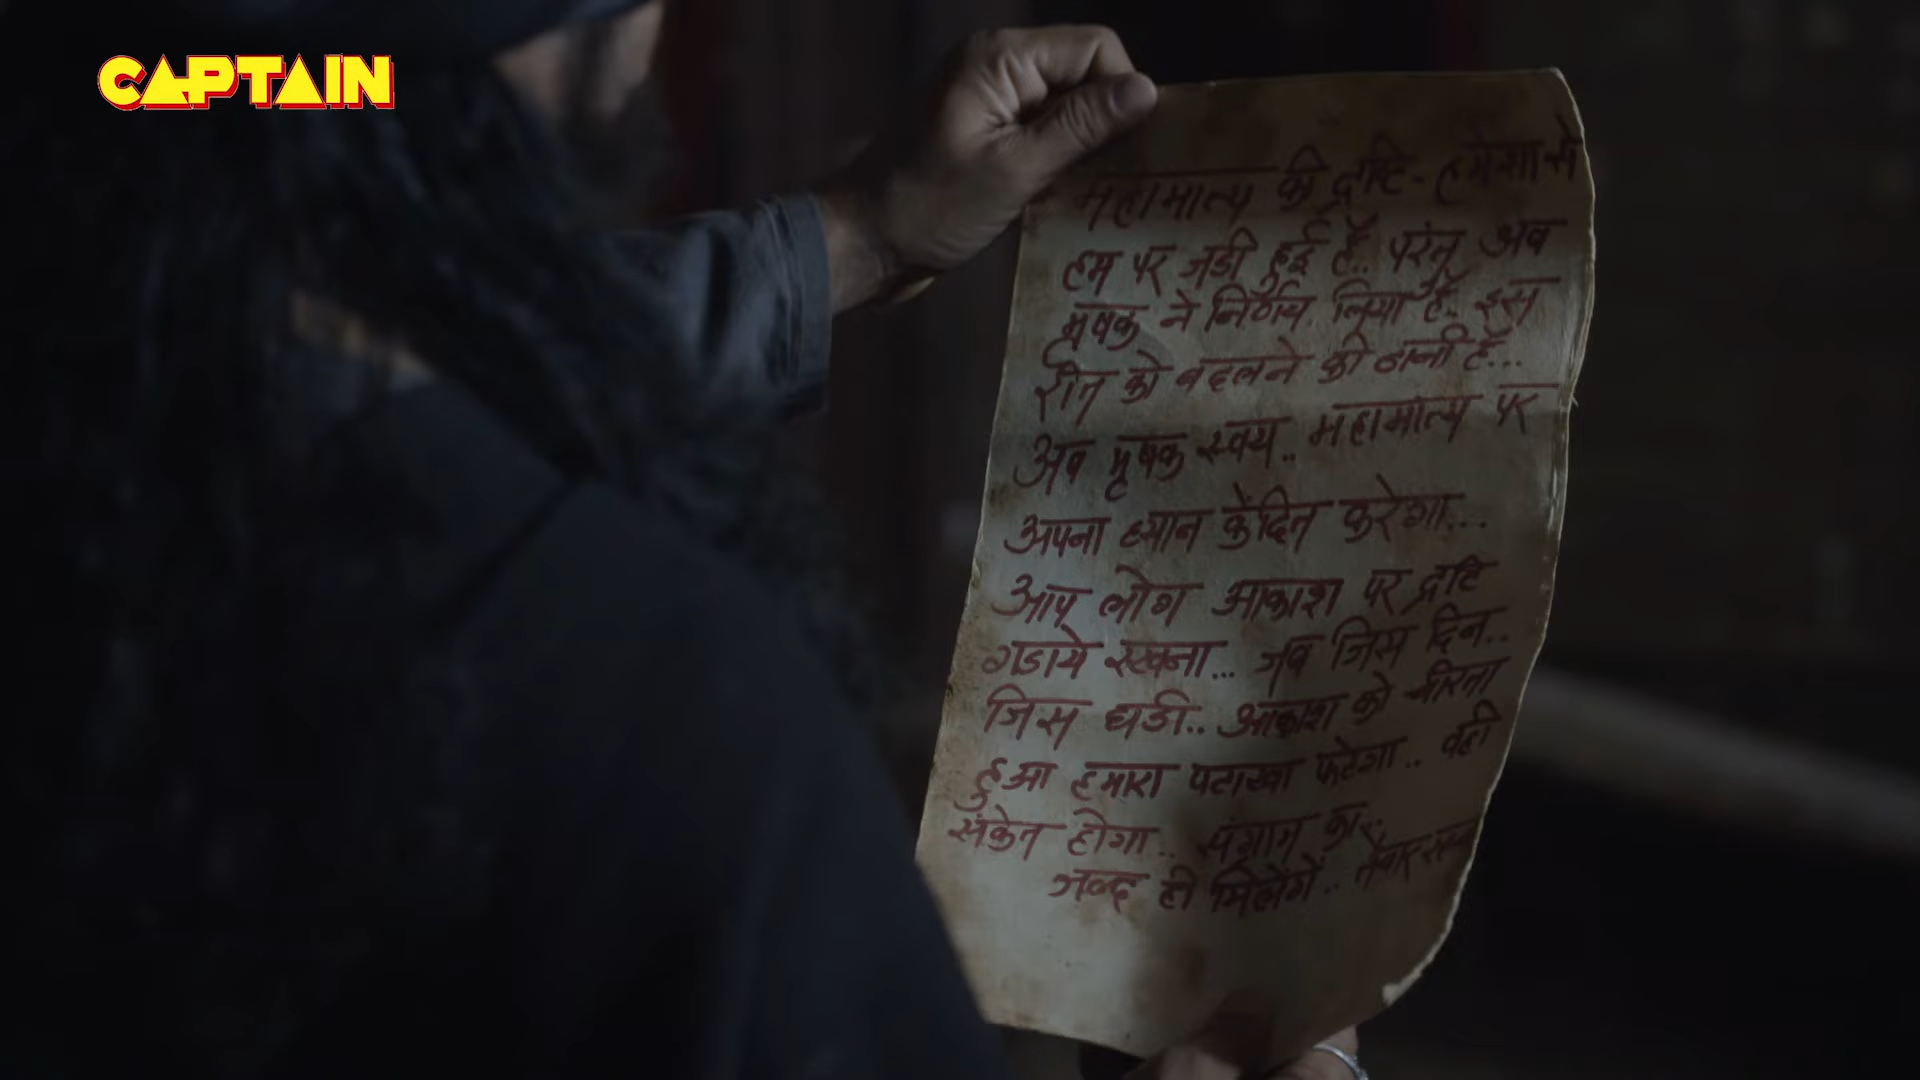 CAPTAIN
महामात्य की दृष्टि हमेशा से
हम पर जडी हुई है.. परंतु अब
मूषक ने निर्णय लिया है.. इस
रीत को बदलने की ठानी है...
अब मूषक स्वयं.. महामात्य पर
अपना ध्यान केंदित करेगा....
आप लोग आकाश पर दृष्टि
गडाये रखना... जब जिस दिन..
जिस घडी.. आकाश को चीरता
हुआ हमारा पटाखा फटेगा.. वही
संकेत होगा.. संग्राम का..
जल्द ही मिलेगें.. तैयार